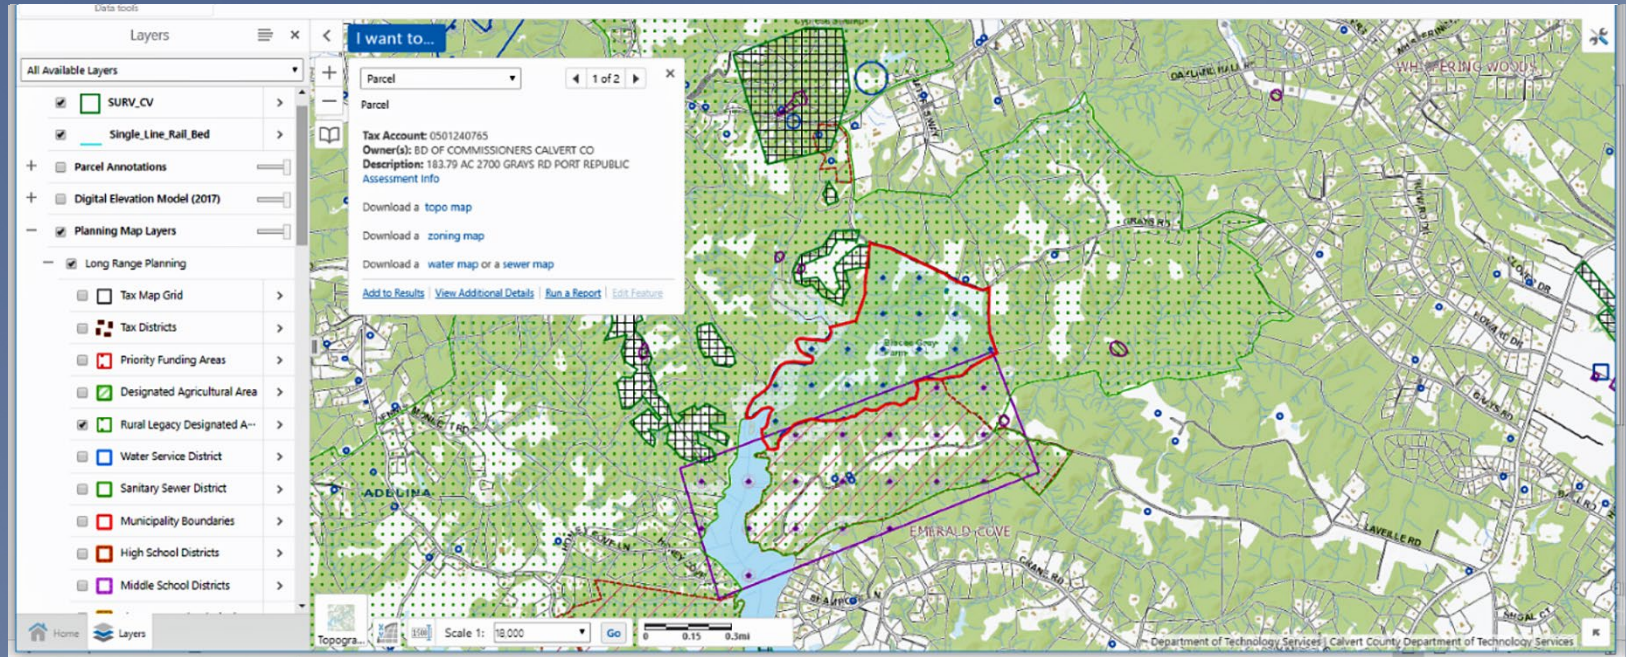 Data tools
Layers
All Available Layers
SURV_CV
Single_Line_Rail_Bed
Parcel Annotations
Digital Elevation Model (2017)
Planning Map Layers
Long Range Planning
Tax Map Grid
Tax Districts
Priority Funding Areas
Designated Agricultural Area
Rural Legacy Designated A--
Water Service District
Sanitary Sewer District
Municipality Boundaries
High School Districts
Middle School Districts
Home
Layers
I want to...
Parcel
1 of 2
Parcel
Tax Account: 0501240765
Owner(s): BD OF COMMISSIONERS CALVERT CO
Description: 183.79 AC 2700 GRAYS RD PORT REPUBLIC
Assessment Info
Download a topo map
Download a zoning map
Download a water map or a sewer map
Add to Results
View Additional Details
Run a Report
Edit Feature
WHISPERING WOODS
GRAYS RD
HOWARD DR
ADELINA
EMERALD COVE
LAVEILLE RD
Topogra...
Scale 1:
18,000
Go
0 0.15 0.3mi
Department of Technology Services | Calvert County Department of Technology Services